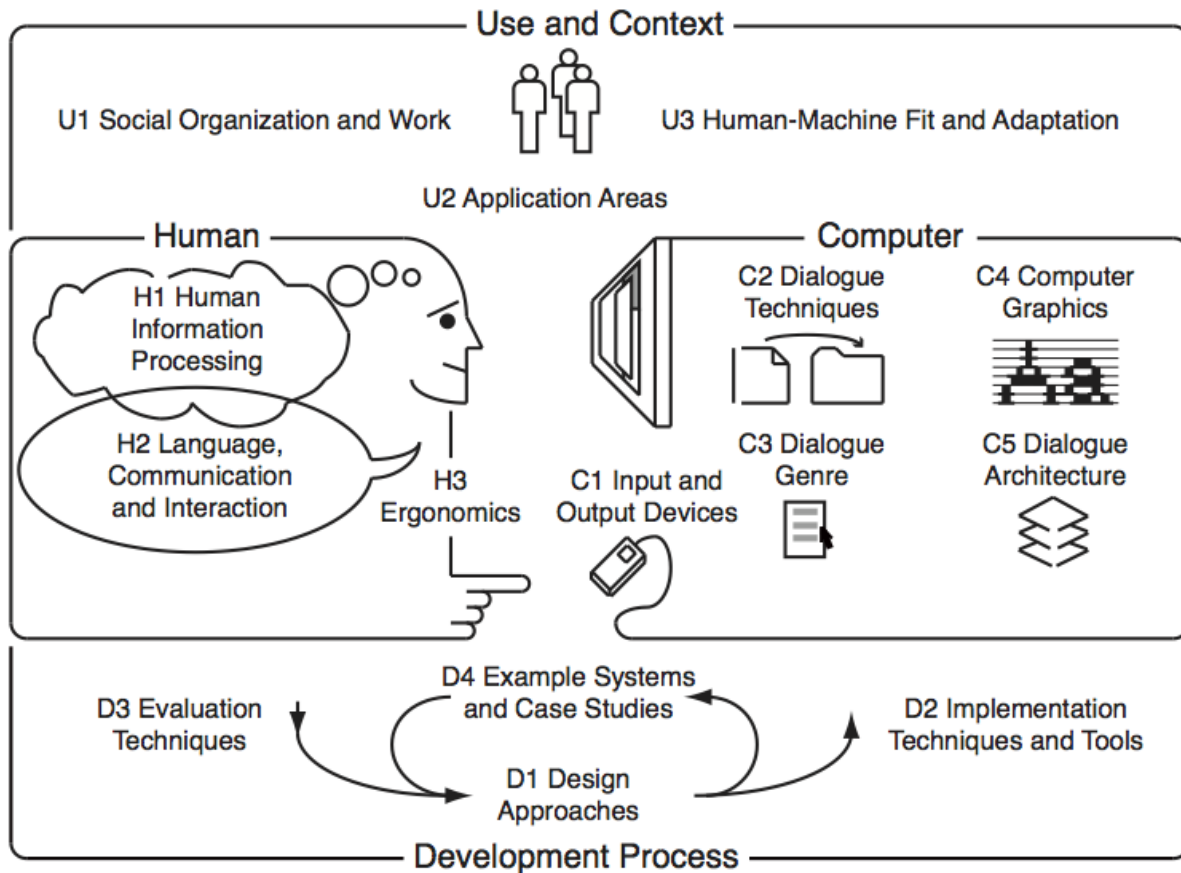 Use and Context
U1 Social Organization and Work
U3 Human-Machine Fit and Adaptation
U2 Application Areas
Human
H1 Human
Information
Processing
H2 Language,
Communication
and Interaction
H3
Ergonomics
Computer
C1 Input and
Output Devices
C2 Dialogue
Techniques
C4 Computer
Graphics
C3 Dialogue
Genre
C5 Dialogue
Architecture
D3 Evaluation
Techniques
D4 Example Systems
and Case Studies
D2 Implementation
Techniques and Tools
D1 Design
Approaches
Development Process